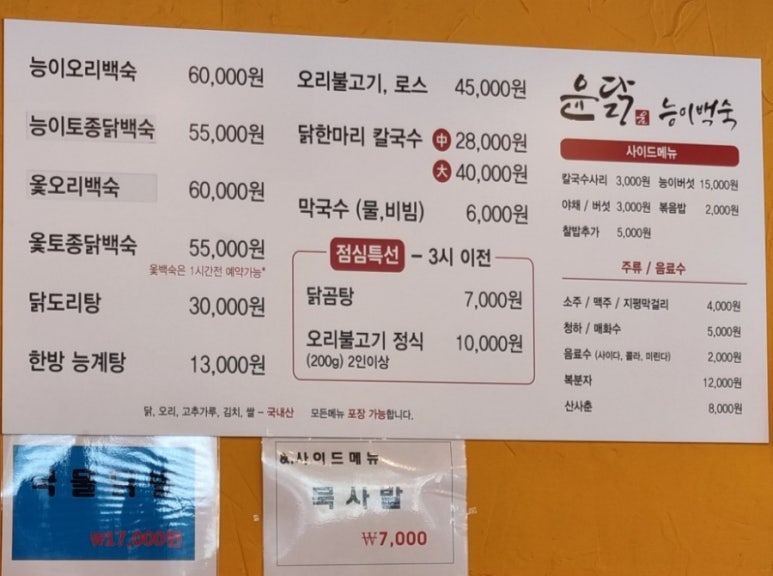 능이오리백숙 60,000원
능이토종닭백숙 55,000원
옻오리백숙 60,000원
옻토종닭백숙 55,000원
옻백숙은 1시간전 예약가능*
닭도리탕 30,000원
한방 능계탕 13,000원
오리불고기, 로스 45,000원
닭한마리 칼국수 中 28,000원
大 40,000원
막국수 (물,비빔) 6,000원
점심특선 – 3시 이전
닭곰탕 7,000원
오리불고기 정식 10,000원
(200g) 2인이상
닭, 오리, 고추가루, 김치, 쌀 – 국내산 모든메뉴 포장 가능합니다.
윤닭 능이백숙
사이드메뉴
칼국수사리 3,000원 능이버섯 15,000원
야채 / 버섯 3,000원 볶음밥 2,000원
찰밥추가 5,000원
주류 / 음료수
소주 / 맥주 / 지평막걸리 4,000원
청하 / 매화수 5,000원
음료수 (사이다, 콜라, 미린다) 2,000원
복분자 12,000원
산사춘 8,000원
₩17,000원
&.사이드메뉴
묵사발
₩7,000